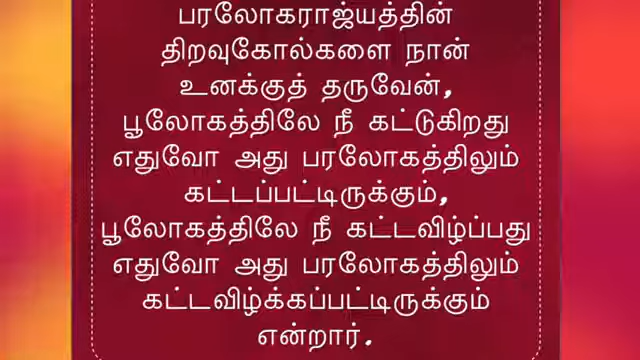 பரலோகராஜ்யத்தின்
திறவுகோல்களை நான்
உனக்குத் தருவேன்,
பூலோகத்திலே நீ கட்டுகிறது
எதுவோ அது பரலோகத்திலும்
கட்டப்பட்டிருக்கும்,
பூலோகத்திலே நீ கட்டவிழ்ப்பது
எதுவோ அது பரலோகத்திலும்
கட்டவிழ்க்கப்பட்டிருக்கும்
என்றார்.